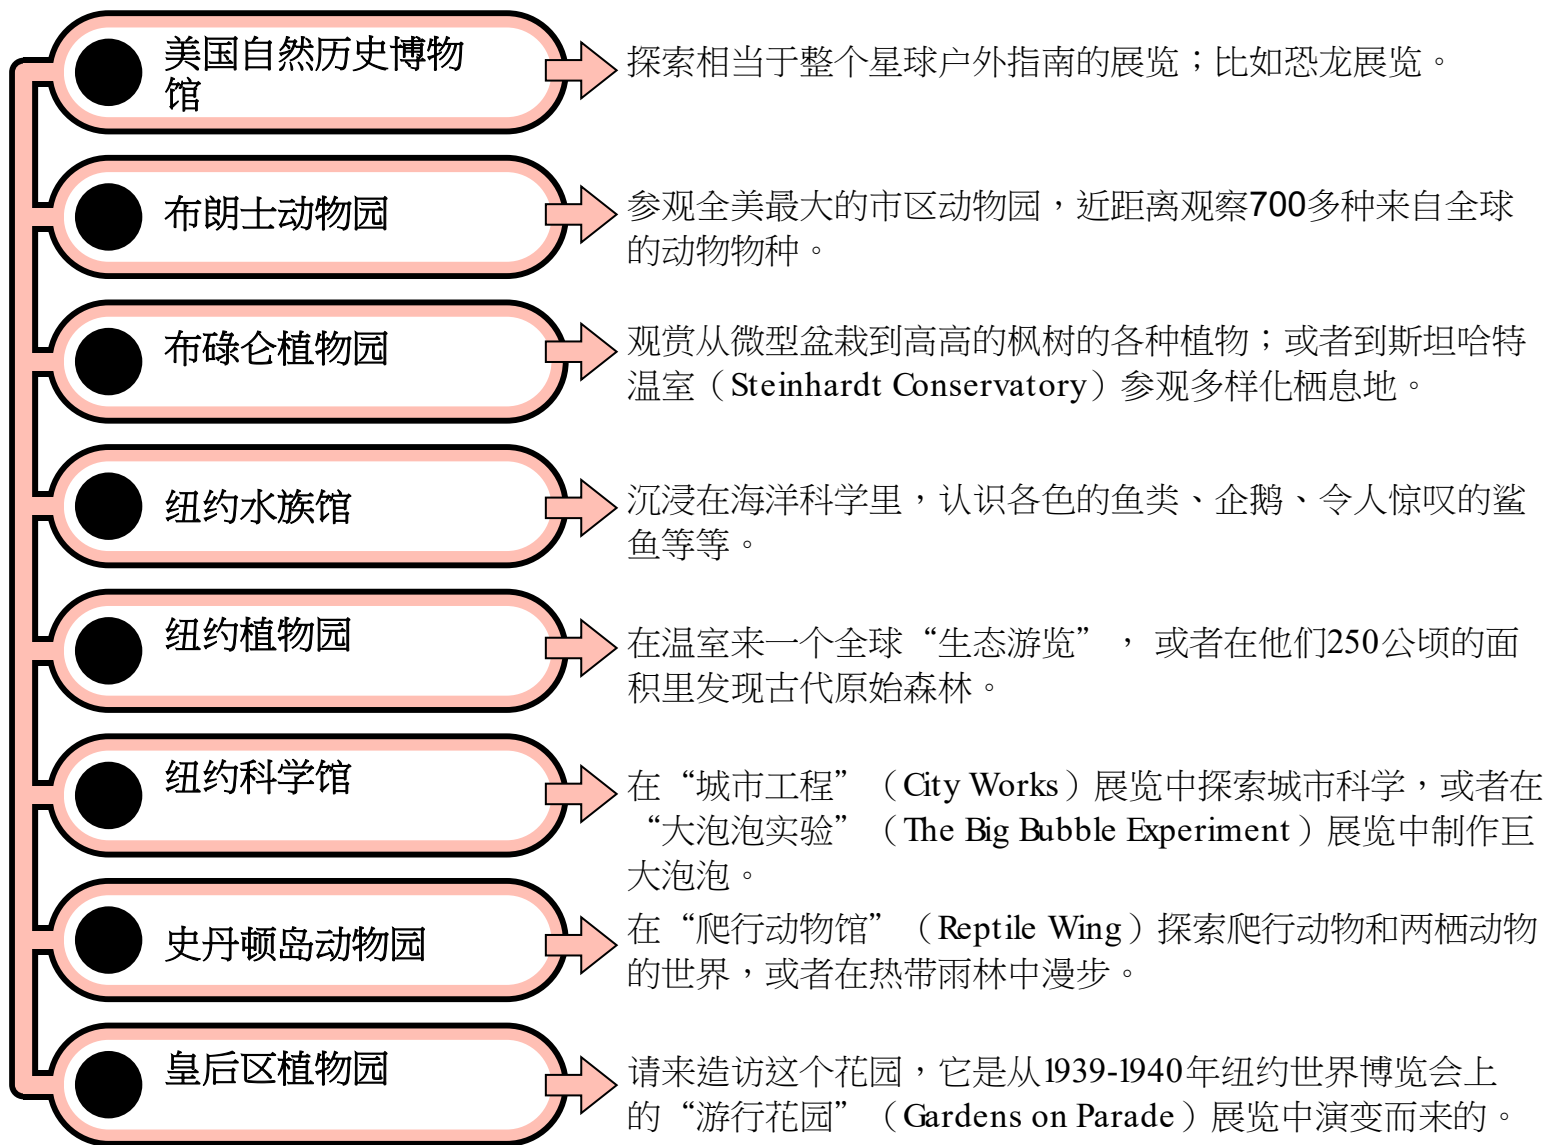 美国自然历史博物
馆
探索相当于整个星球户外指南的展览；比如恐龙展览。
布朗士动物园
参观全美最大的市区动物园，近距离观察700多种来自全球
的动物物种。
布碌仑植物园
观赏从微型盆栽到高高的枫树的各种植物；或者到斯坦哈特
温室（Steinhardt Conservatory）参观多样化栖息地。
纽约水族馆
沉浸在海洋科学里，认识各色的鱼类、企鹅、令人惊叹的鲨
鱼等等。
纽约植物园
在温室来一个全球“生态游览”， 或者在他们250公顷的面
积里发现古代原始森林。
纽约科学馆
在“城市工程”（City Works）展览中探索城市科学，或者在
“大泡泡实验”（The Big Bubble Experiment）展览中制作巨
大泡泡。
史丹顿岛动物园
在“爬行动物馆”（Reptile Wing）探索爬行动物和两栖动物
的世界，或者在热带雨林中漫步。
皇后区植物园
请来造访这个花园，它是从1939-1940年纽约世界博览会上
的“游行花园”（Gardens on Parade）展览中演变而来的。